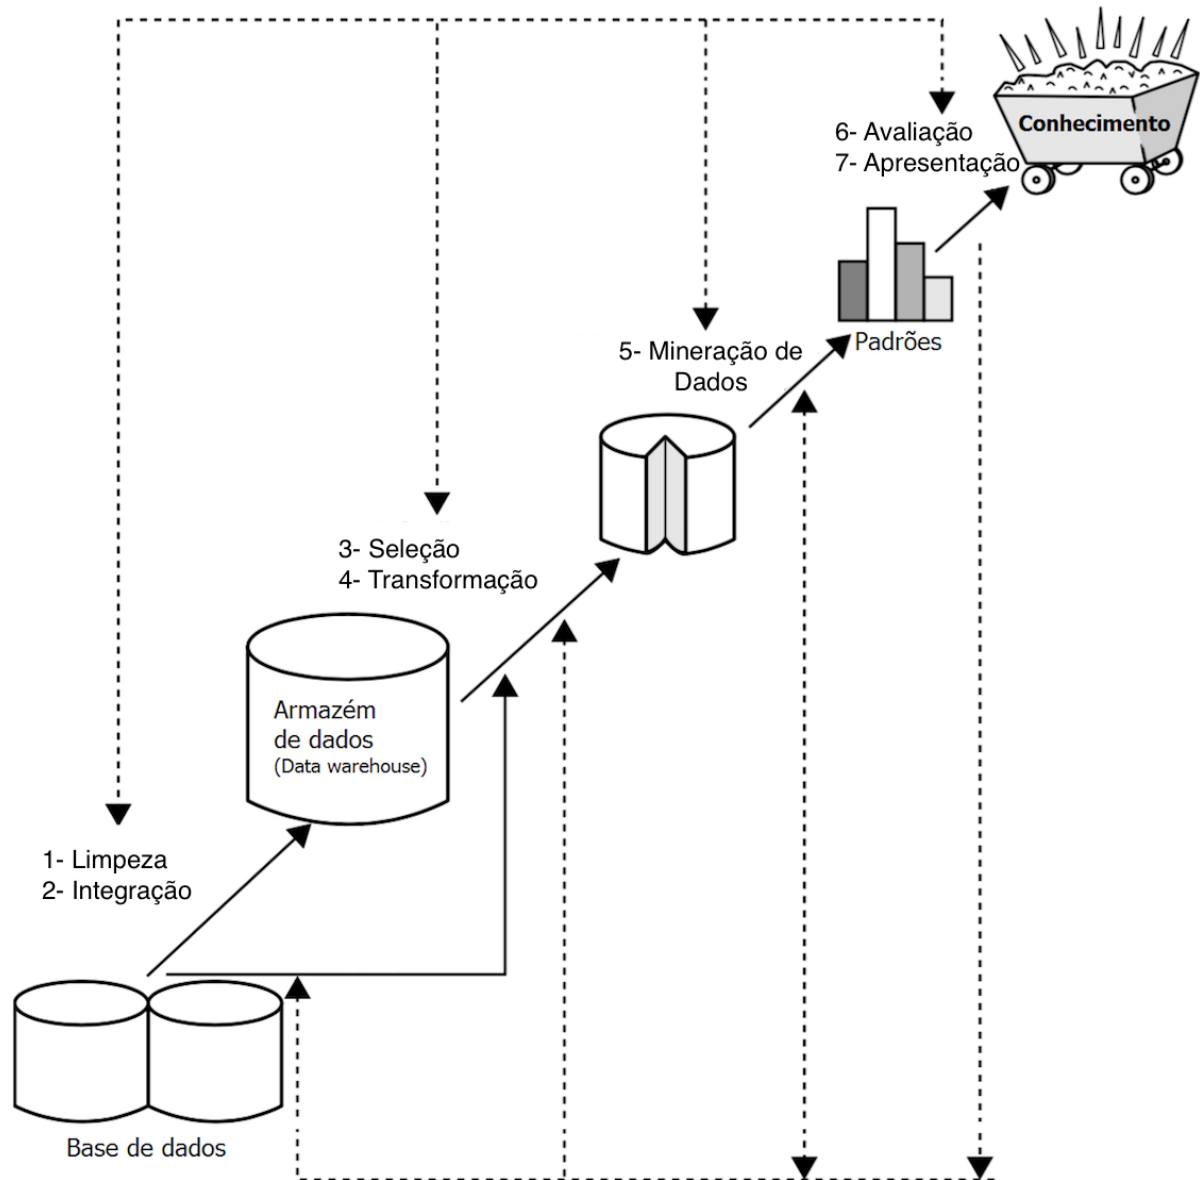 Conhecimento
6- Avaliação
7- Apresentação
Padrões
5- Mineração de
Dados
3- Seleção
4- Transformação
Armazém
de dados
(Data warehouse)
1- Limpeza
2- Integração
Base de dados